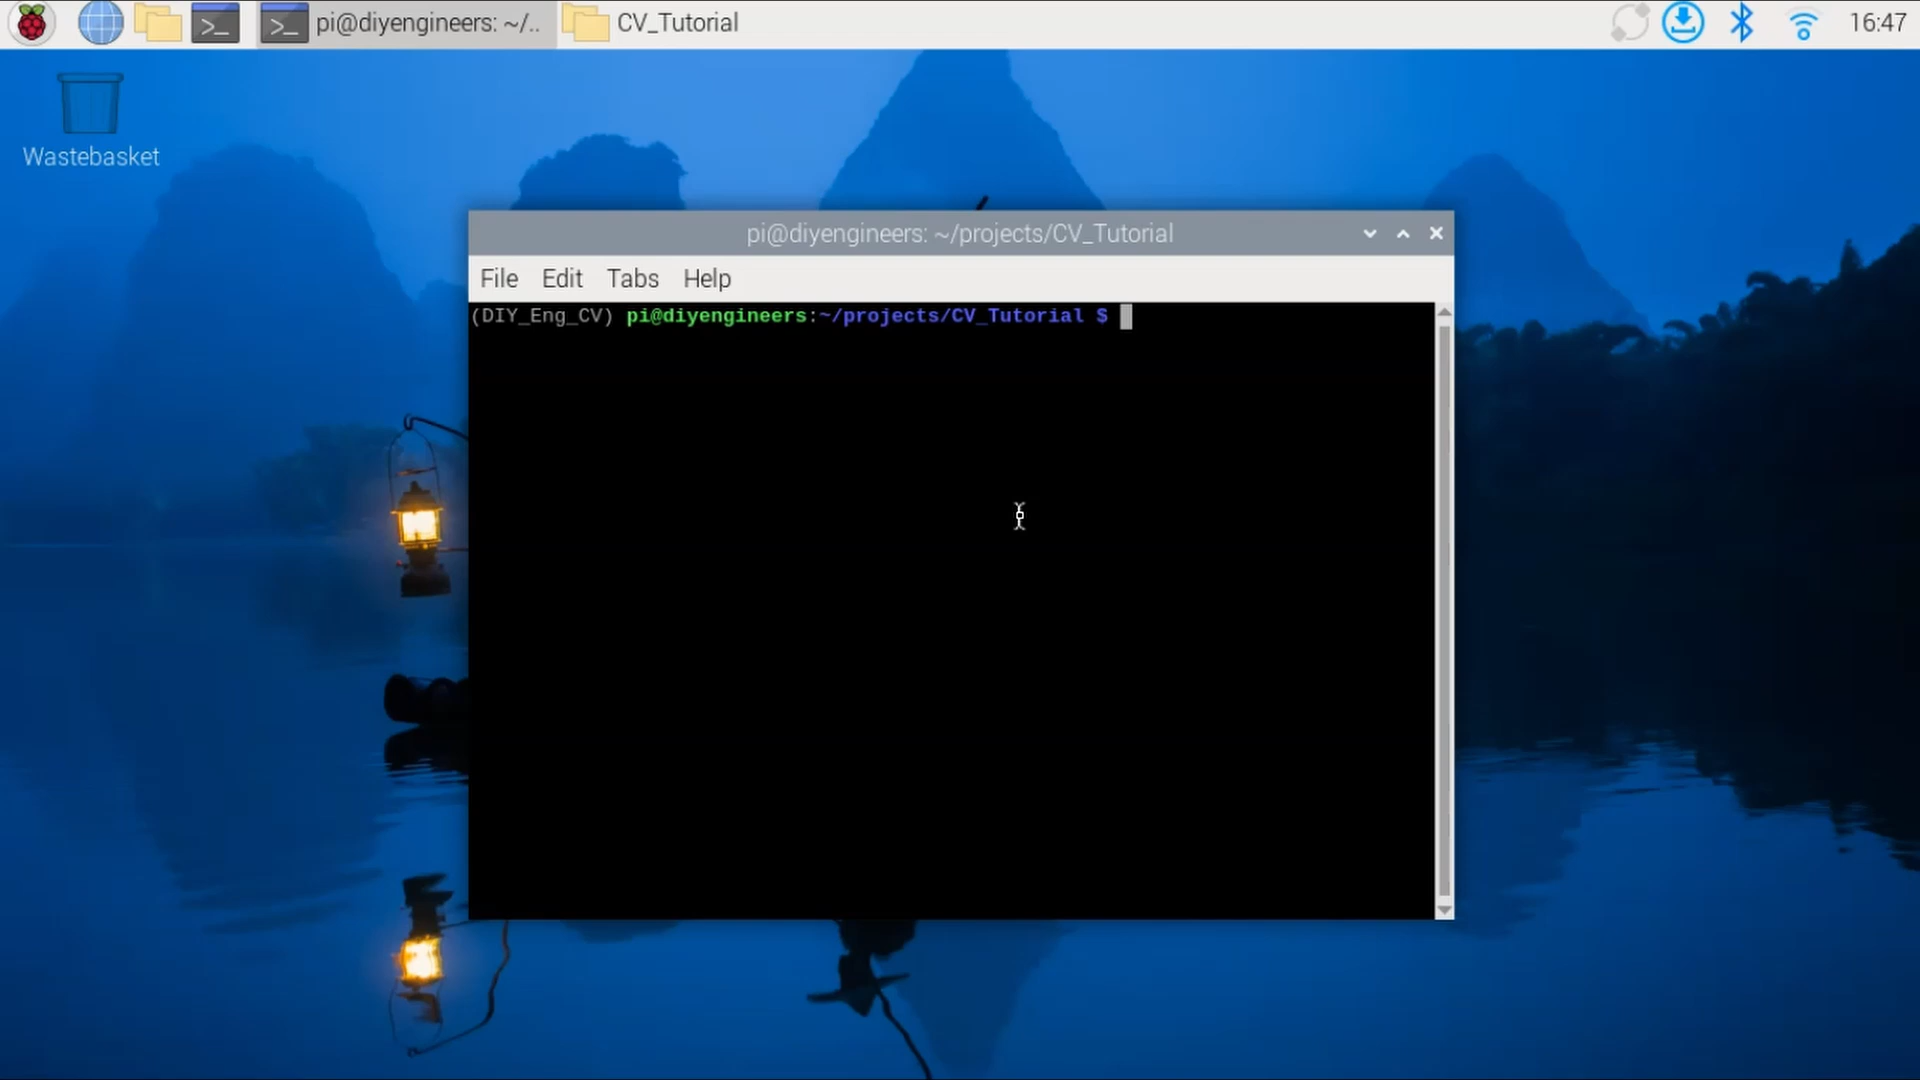 pi@diyengineers: ~/..
CV_Tutorial
16:47
Wastebasket
pi@diyengineers: ~/projects/CV_Tutorial
File Edit Tabs Help
(DIY_Eng_CV) pi@diyengineers:~/projects/CV_Tutorial $